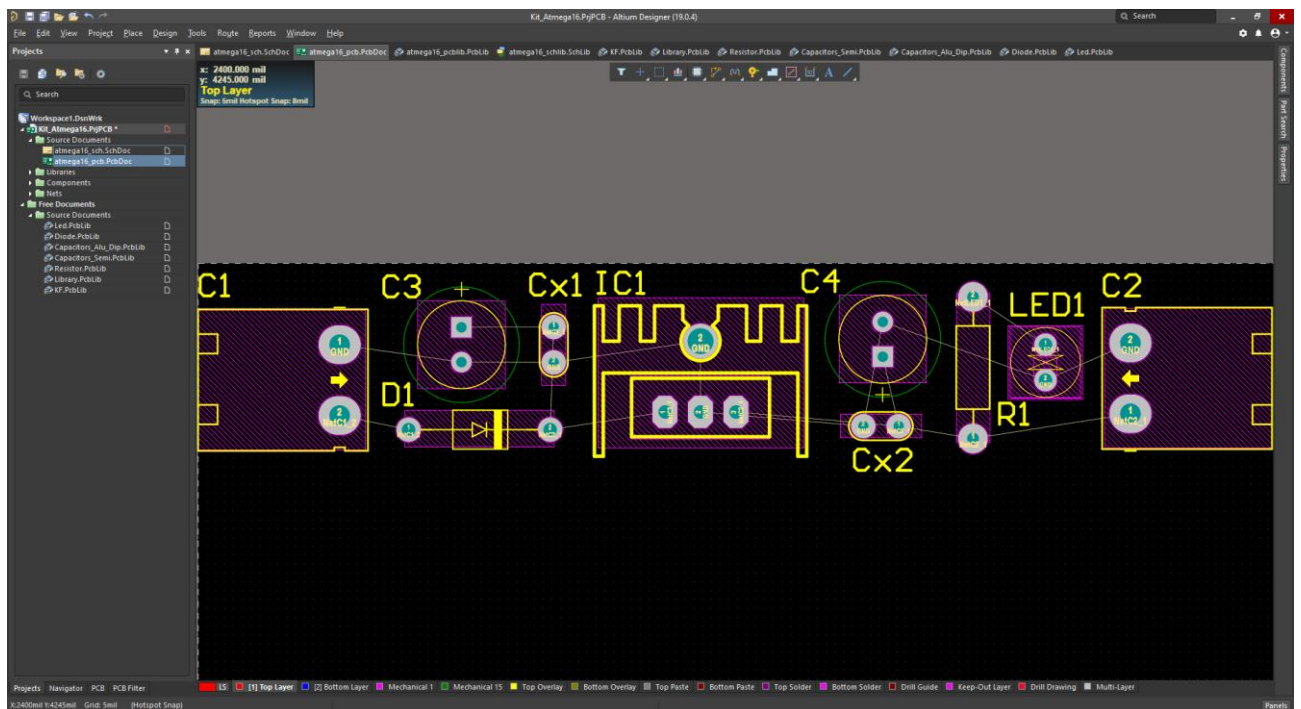 Kit_Atmega16.PrjPCB - Altium Designer (19.0.4)
Search
File Edit View Project Place Design Tools Route Reports Window Help
Projects
atmega16_sch.SchDoc atmega16_pcb.PcbDoc atmega16_pcblib.PcbLib atmega16_schlib.SchLib KF.PcbLib Library.PcbLib Resistor.PcbLib Capacitors_Semi.PcbLib Capacitors_Alu_Dip.PcbLib Diode.PcbLib Led.PcbLib
x: 2400.000 mil
y: 4245.000 mil
Top Layer
Snap: 5mil Hotspot Snap: 8mil
Search
Workspace1.DsnWrk
Kit_Atmega16.PrjPCB *
Source Documents
atmega16_sch.SchDoc
atmega16_pcb.PcbDoc
Libraries
Components
Nets
Free Documents
Source Documents
Led.PcbLib
Diode.PcbLib
Capacitors_Alu_Dip.PcbLib
Capacitors_Semi.PcbLib
Resistor.PcbLib
Library.PcbLib
KF.PcbLib
Components
Part Search
Properties
C1 C3 Cx1 IC1 C4 LED1 C2
1
GND
2
GND
2
GND
D1
R1
2
1
NetC2_1
Cx2
Projects Navigator PCB PCB Filter
LS [1] Top Layer [2] Bottom Layer Mechanical 1 Mechanical 15 Top Overlay Bottom Overlay Top Paste Bottom Paste Top Solder Bottom Solder Drill Guide Keep-Out Layer Drill Drawing Multi-Layer
X:2400mil Y:4245mil Grid: 5mil (Hotspot Snap)
Panels